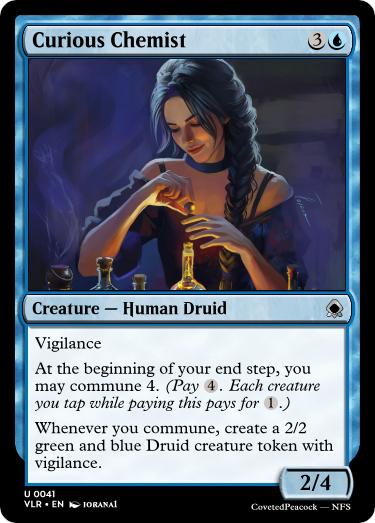 Curious Chemist 3
Creature — Human Druid
Vigilance
At the beginning of your end step, you
may commune 4. (Pay 4. Each creature
you tap while paying this pays for 1.)
Whenever you commune, create a 2/2
green and blue Druid creature token with
vigilance.
2/4
U 0041
VLR • EN IORANAÍ
CovetedPeacock — NFS